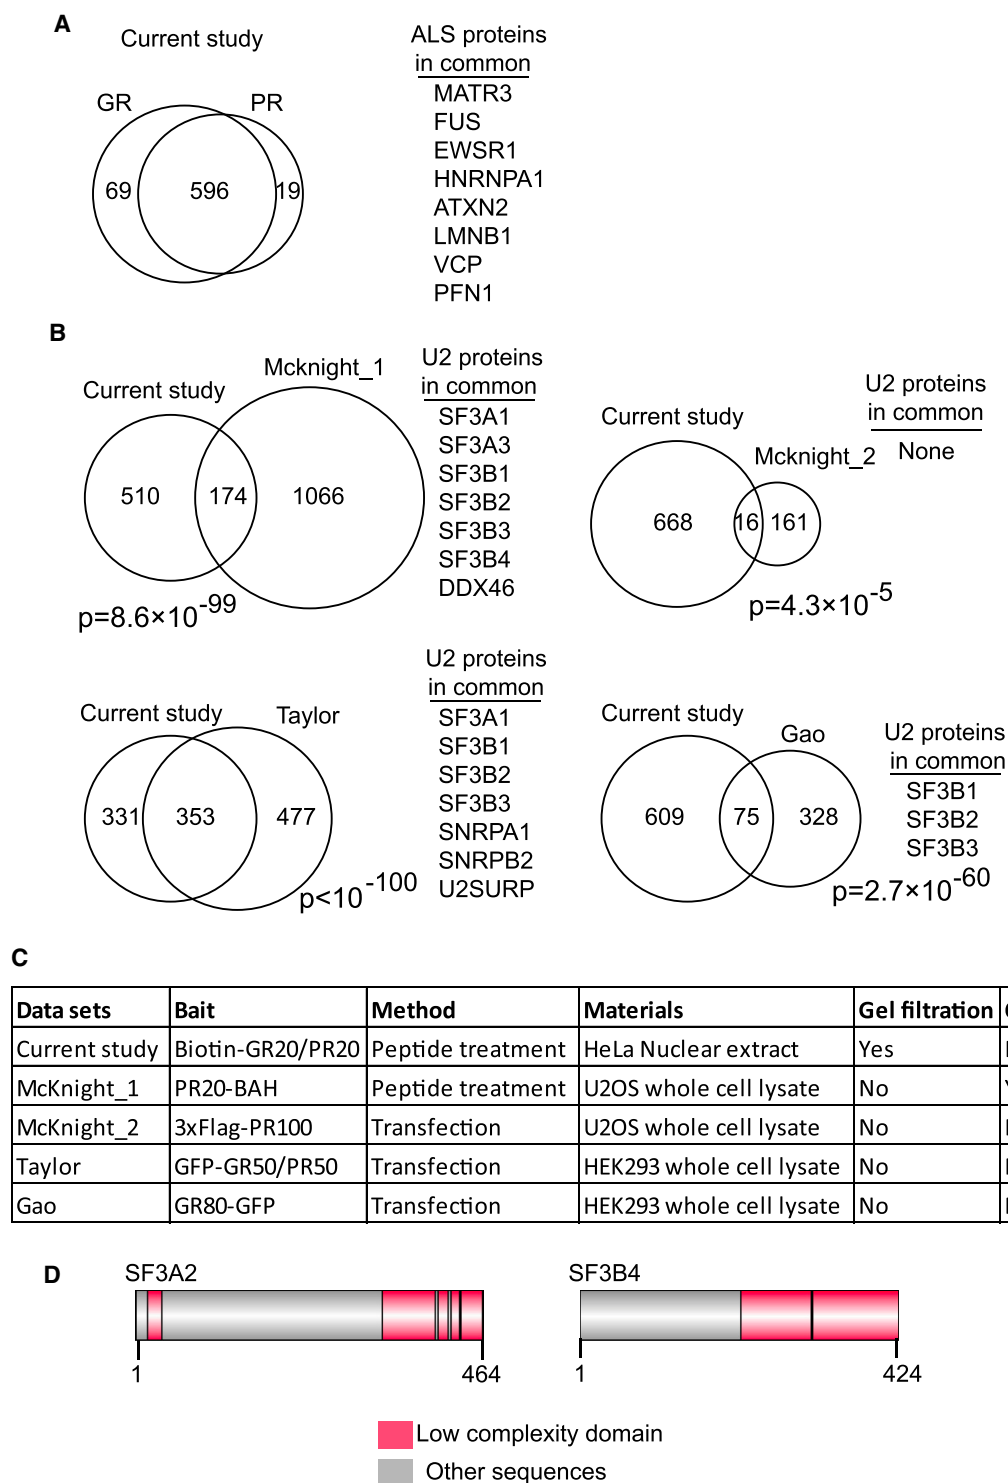 A
Current study
GR
PR
69
596
19
ALS proteins
in common
MATR3
FUS
EWSR1
HNRNPA1
ATXN2
LMNB1
VCP
PFN1
B
Current study
Mcknight_1
510
174
1066
p=8.6×10-99
U2 proteins
in common
SF3A1
SF3A3
SF3B1
SF3B2
SF3B3
SF3B4
DDX46
Current study
Mcknight_2
668
16
161
p=4.3×10-5
U2 proteins
in common
None
Current study
Taylor
331
353
477
p<10-100
U2 proteins
in common
SF3A1
SF3B1
SF3B2
SF3B3
SNRPA1
SNRPB2
U2SURP
Current study
Gao
609
75
328
p=2.7×10-60
U2 proteins
in common
SF3B1
SF3B2
SF3B3
C
Data sets Bait Method Materials Gel filtration
Current study Biotin-GR20/PR20 Peptide treatment HeLa Nuclear extract Yes
McKnight_1 PR20-BAH Peptide treatment U2OS whole cell lysate No
McKnight_2 3xFlag-PR100 Transfection U2OS whole cell lysate No
Taylor GFP-GR50/PR50 Transfection HEK293 whole cell lysate No
Gao GR80-GFP Transfection HEK293 whole cell lysate No
D
SF3A2
1
464
SF3B4
1
424
Low complexity domain
Other sequences